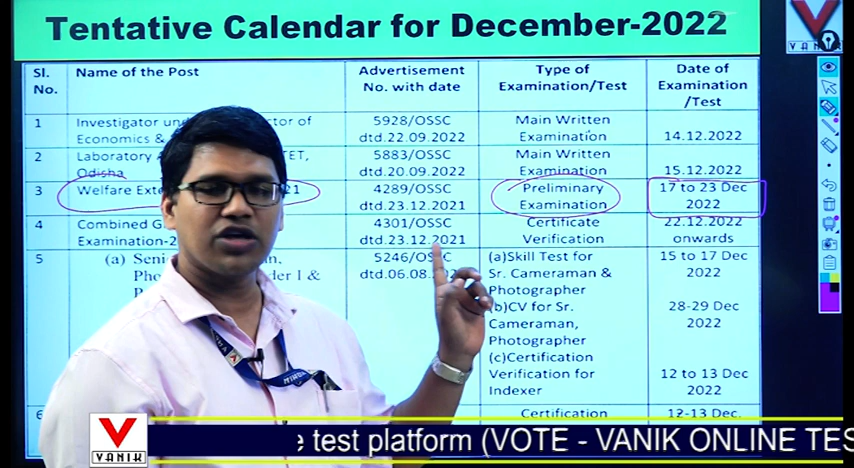 Tentative Calendar for December-2022
VANIK
Sl. No.
Name of the Post
Advertisement No. with date
Type of Examination/Test
Date of Examination /Test
1
Investigator
of
Economics &
5928/OSSC
dtd.22.09.2022
Main Written
Examination
14.12.2022
2
Laboratory
TET,
Odisha
5883/OSSC
dtd.20.09.2022
Main Written
Examination
15.12.2022
3
Welfare
21
4289/OSSC
dtd.23.12.2021
Preliminary
Examination
17 to 23 Dec
2022
4
Combined
Examination-2
4301/OSSC
dtd.23.12.2021
Certificate
Verification
22.12.2022
onwards
5
(a)
I &
5246/OSSC
dtd.06.08.
(a)Skill Test for
Sr. Cameraman &
Photographer
(b)CV for Sr.
Cameraman,
Photographer
(c)Certification
Verification for
Indexer
15 to 17 Dec
2022
28-29 Dec
2022
12 to 13 Dec
2022
6
Certification
12-13 Dec.
VANIK
test platform (VOTE - VANIK ONLINE TES